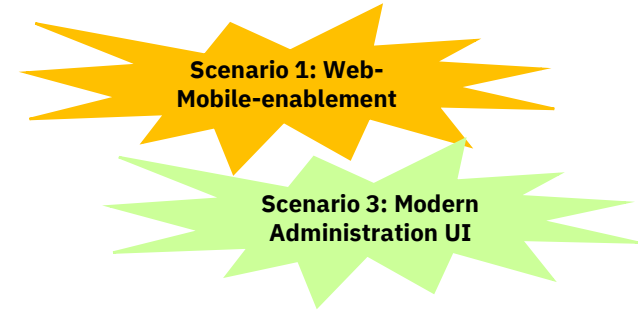 Scenario 1: Web-
Mobile-enablement
Scenario 3: Modern
Administration UI